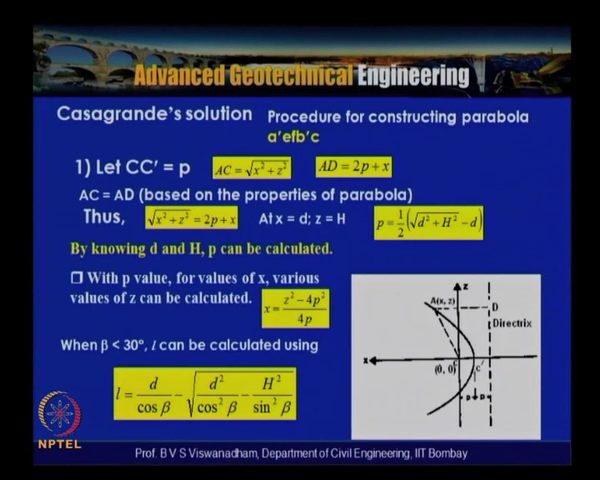 Advanced Geotechnical Engineering
Casagrande's solution Procedure for constructing parabola
a'efb'c
1) Let CC' = p AC = √(x² + z²) AD = 2p + x
AC = AD (based on the properties of parabola)
Thus, √(x² + z²) = 2p + x At x = d; z = H p = 1/2 (√(d² + H²) − d)
By knowing d and H, p can be calculated.
❒ With p value, for values of x, various
values of z can be calculated. x = (z² − 4p²)/4p
When β < 30°, l can be calculated using
l = d/cos β − √(d²/cos² β − H²/sin² β)
z
A(x, z)
D
Directrix
x
(0, 0)
c'
p
p
NPTEL
Prof. B V S Viswanadham, Department of Civil Engineering, IIT Bombay